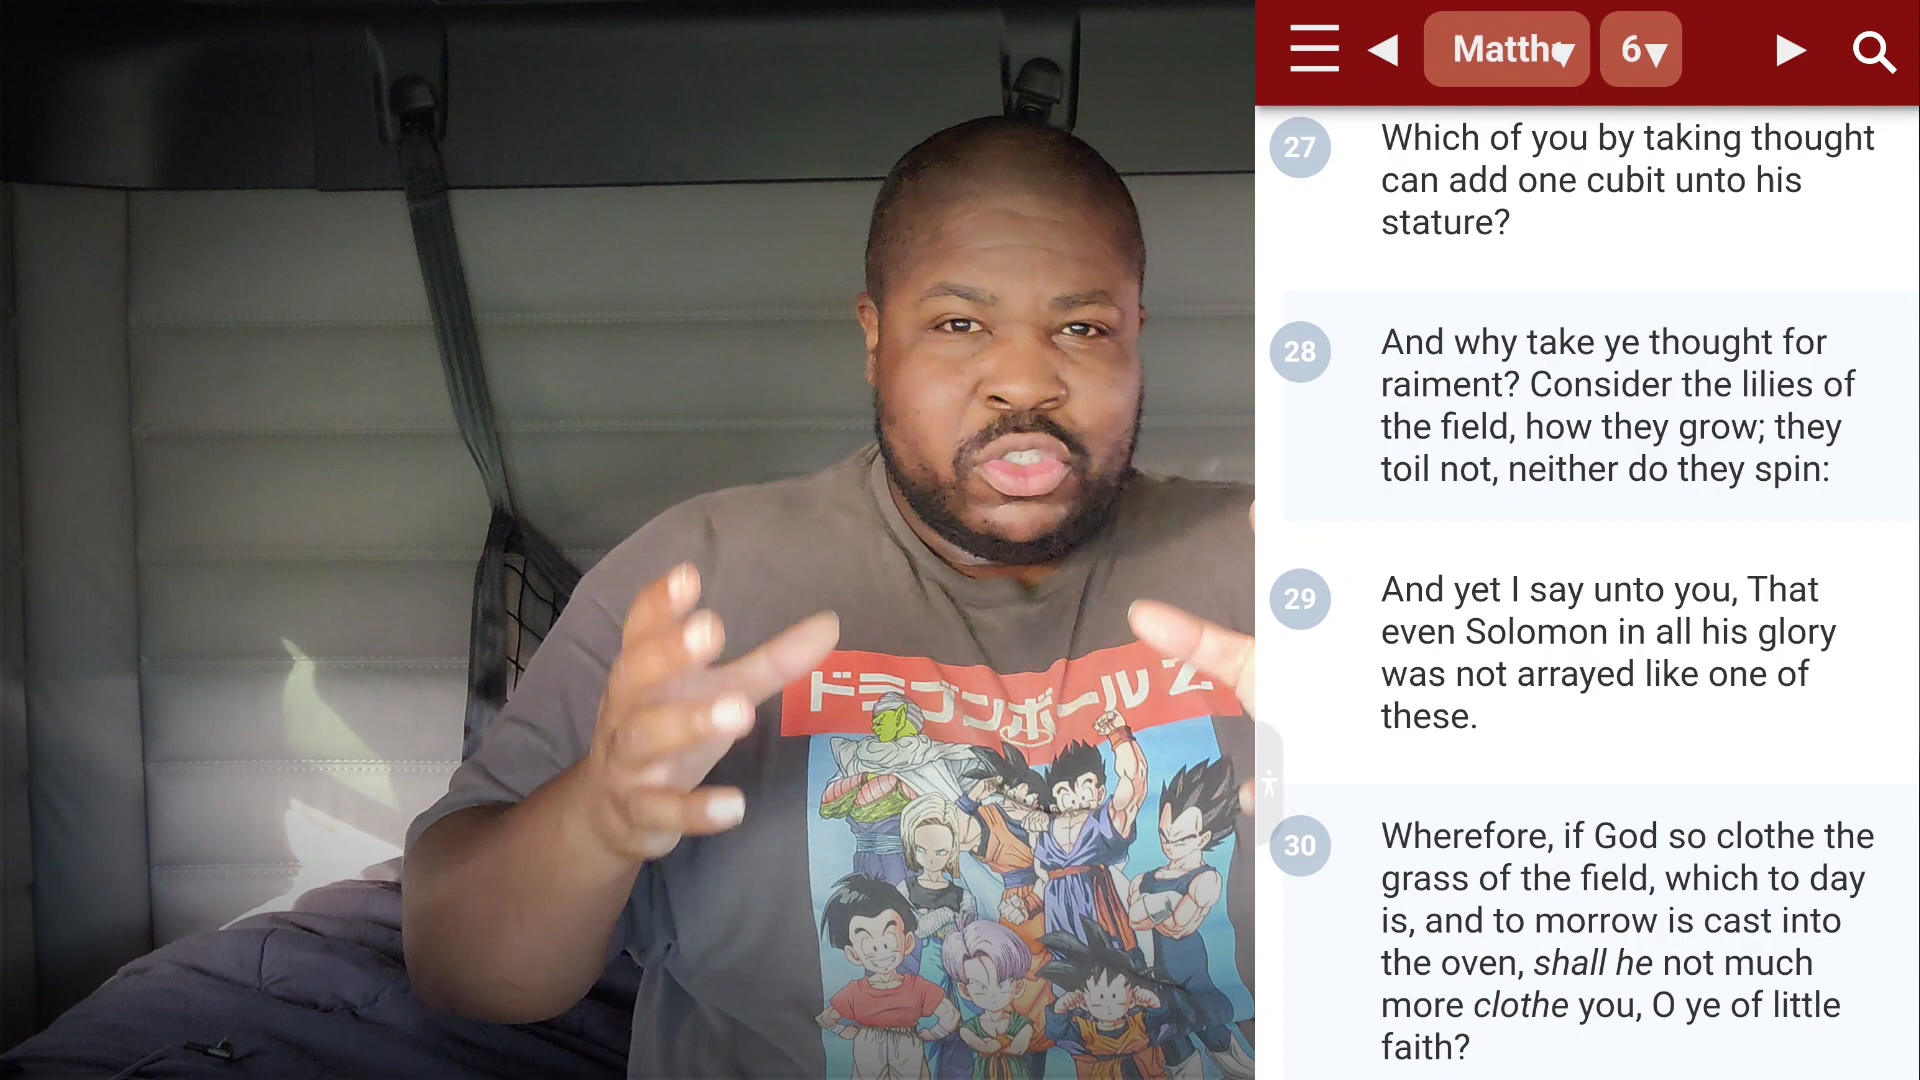 Matth
6
27
Which of you by taking thought
can add one cubit unto his
stature?
28
And why take ye thought for
raiment? Consider the lilies of
the field, how they grow; they
toil not, neither do they spin:
29
And yet I say unto you, That
even Solomon in all his glory
was not arrayed like one of
these.
30
Wherefore, if God so clothe the
grass of the field, which to day
is, and to morrow is cast into
the oven, shall he not much
more clothe you, O ye of little
faith?
ドラゴンボールZ